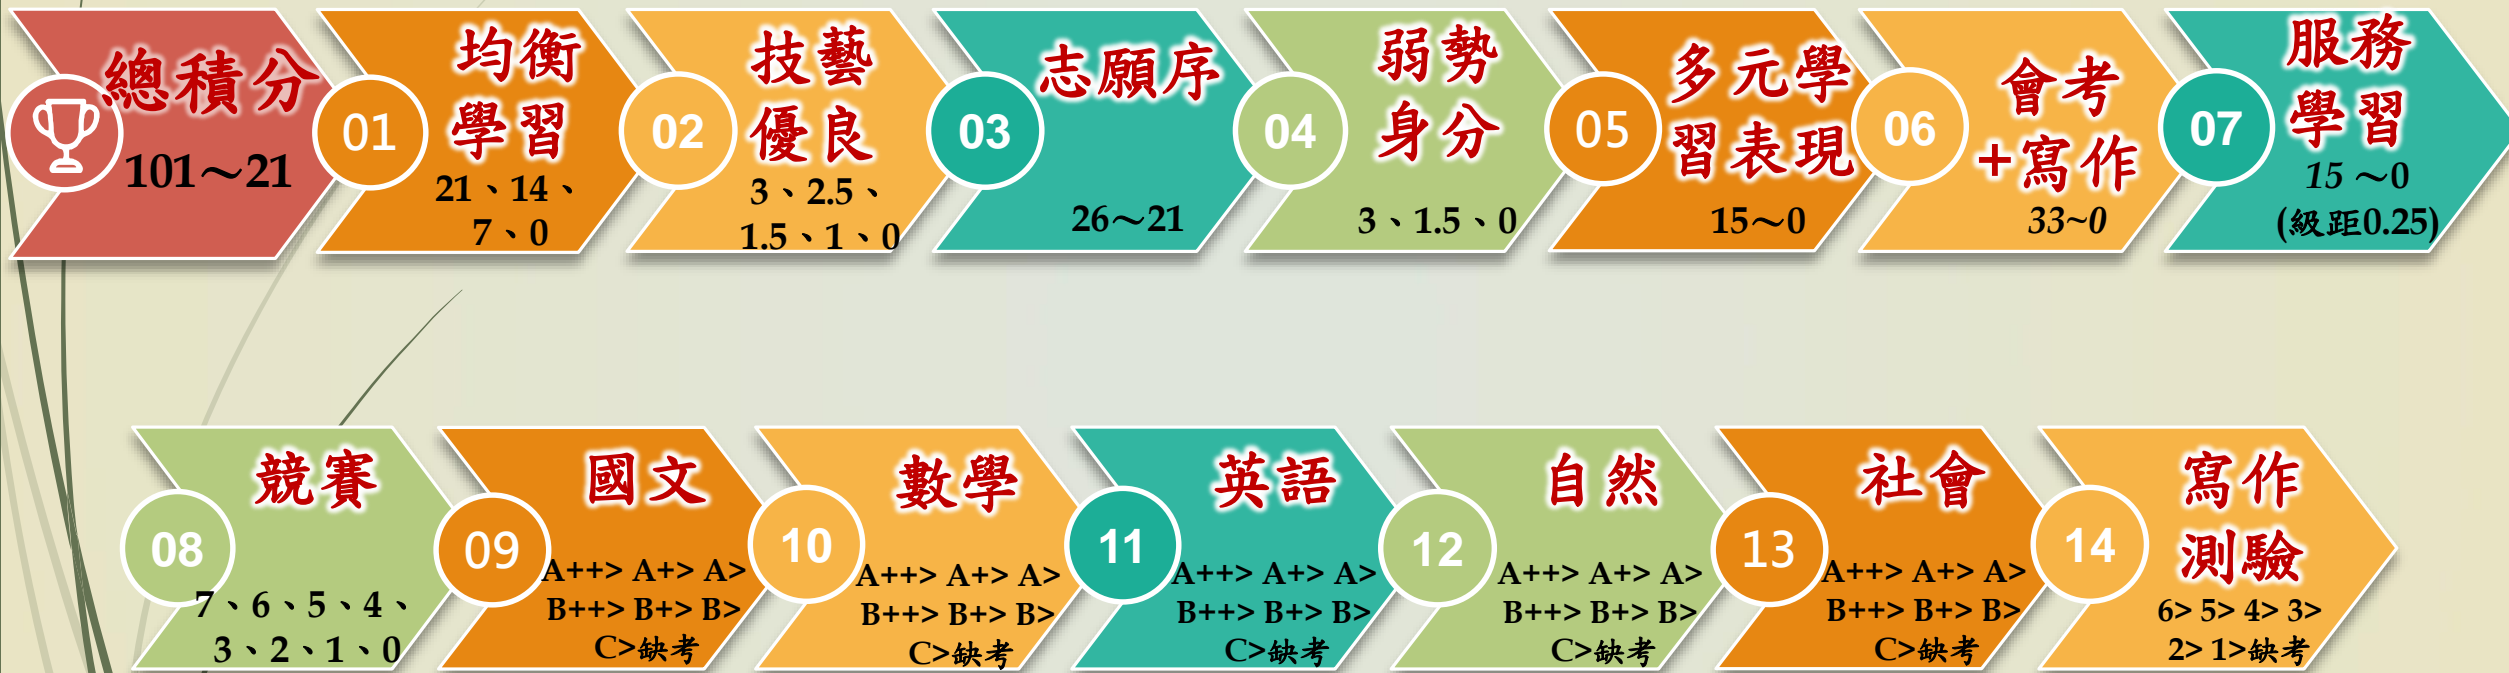 總積分
101～21
01
均衡
學習
21、14、
7、0
02
技藝
優良
3、2.5、
1.5、1、0
03
志願序
26～21
04
弱勢
身分
3、1.5、0
05
多元學
習表現
15～0
06
會考
+寫作
33~0
07
服務
學習
15 ～0
(級距0.25)
08
競賽
7、6、5、4、
3、2、1、0
09
國文
A++> A+> A>
B++> B+> B>
C>缺考
10
數學
A++> A+> A>
B++> B+> B>
C>缺考
11
英語
A++> A+> A>
B++> B+> B>
C>缺考
12
自然
A++> A+> A>
B++> B+> B>
C>缺考
13
社會
A++> A+> A>
B++> B+> B>
C>缺考
14
寫作
測驗
6> 5> 4> 3>
2> 1>缺考